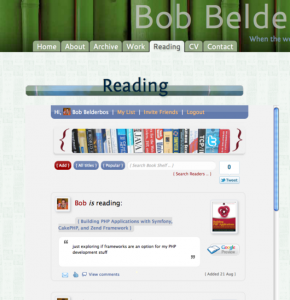 Bob Belde
When the w
Home About Archive Work Reading CV Contact
Reading
Hi, Bob Belderbos | My List | Invite Friends | Logout
{ Add } { All titles } { Popular } { Search Book Shelf ... }
{ Search Readers .. }
0
Tweet
Bob is reading:
{ Building PHP Applications with Symfony,
CakePHP, and Zend Framework }
“ just exploring if frameworks are an option for my PHP
development stuff ”
Google
Preview
View comments
{ Added 21 Aug }